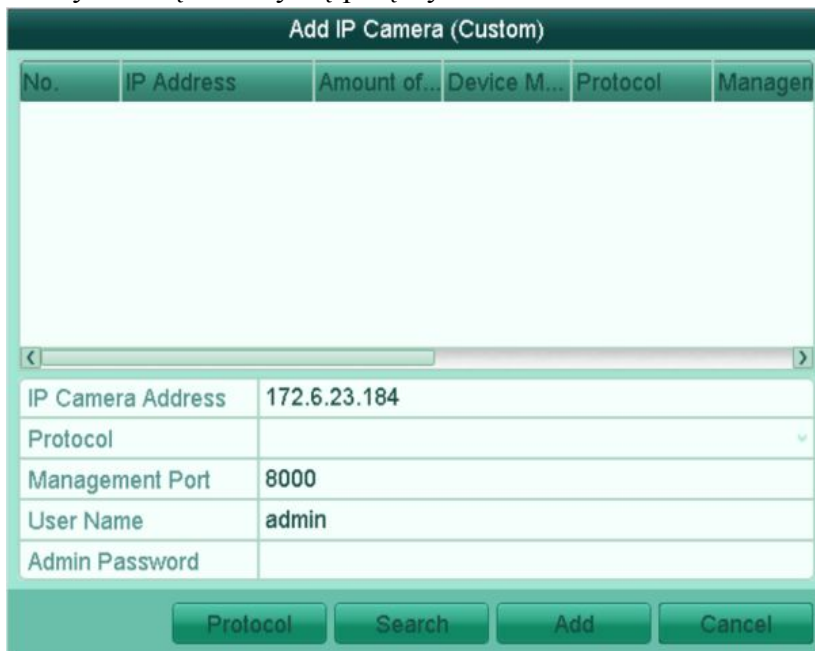 Add IP Camera (Custom)
No. IP Address Amount of... Device M... Protocol Managen
IP Camera Address 172.6.23.184
Protocol
Management Port 8000
User Name admin
Admin Password
Protocol Search Add Cancel